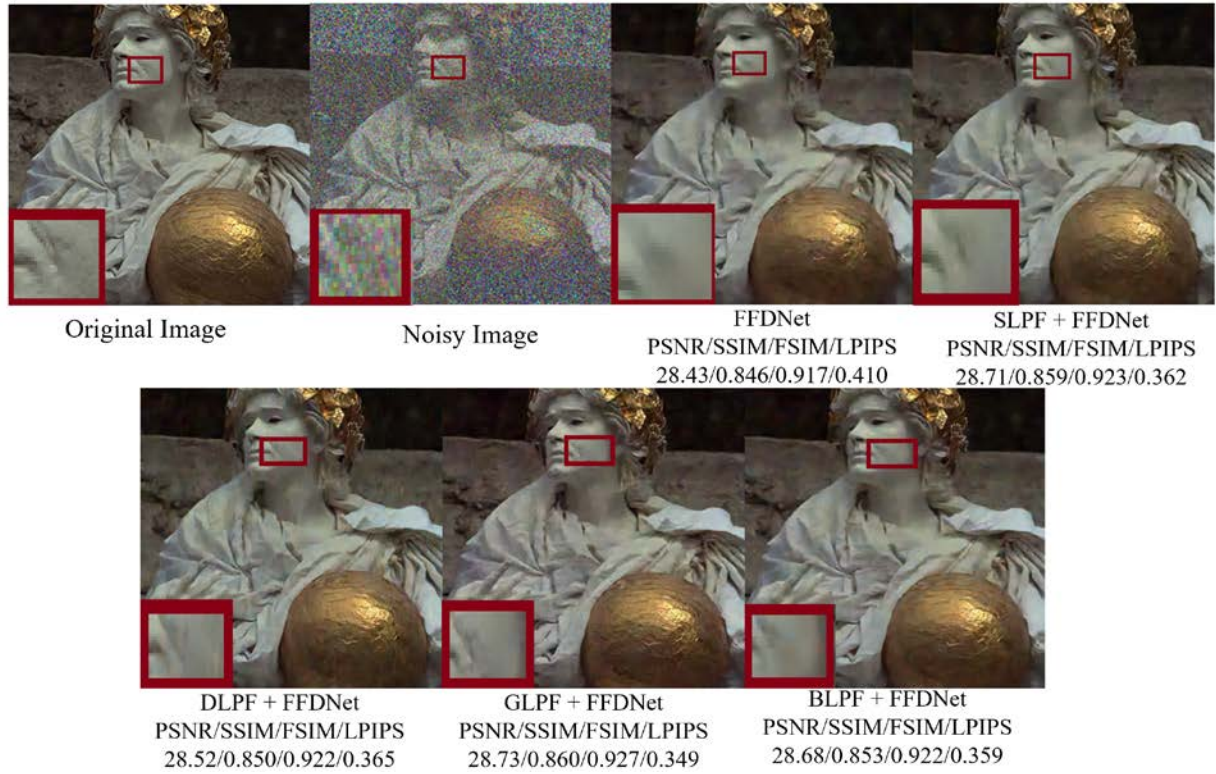 Original Image
Noisy Image
FFDNet
PSNR/SSIM/FSIM/LPIPS
28.43/0.846/0.917/0.410
SLPF + FFDNet
PSNR/SSIM/FSIM/LPIPS
28.71/0.859/0.923/0.362
DLPF + FFDNet
PSNR/SSIM/FSIM/LPIPS
28.52/0.850/0.922/0.365
GLPF + FFDNet
PSNR/SSIM/FSIM/LPIPS
28.73/0.860/0.927/0.349
BLPF + FFDNet
PSNR/SSIM/FSIM/LPIPS
28.68/0.853/0.922/0.359